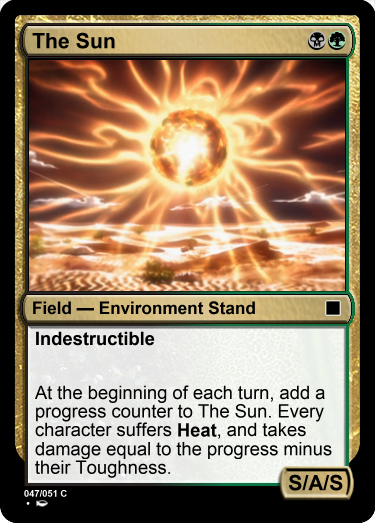 The Sun
Field — Environment Stand
Indestructible
At the beginning of each turn, add a
progress counter to The Sun. Every
character suffers Heat, and takes
damage equal to the progress minus
their Toughness.
S/A/S
047/051 C